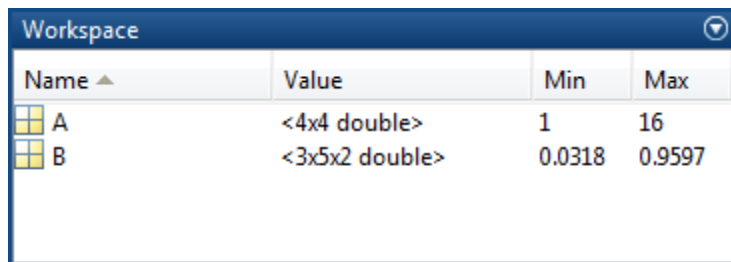 Workspace
Name Value Min Max
A <4x4 double> 1 16
B <3x5x2 double> 0.0318 0.9597